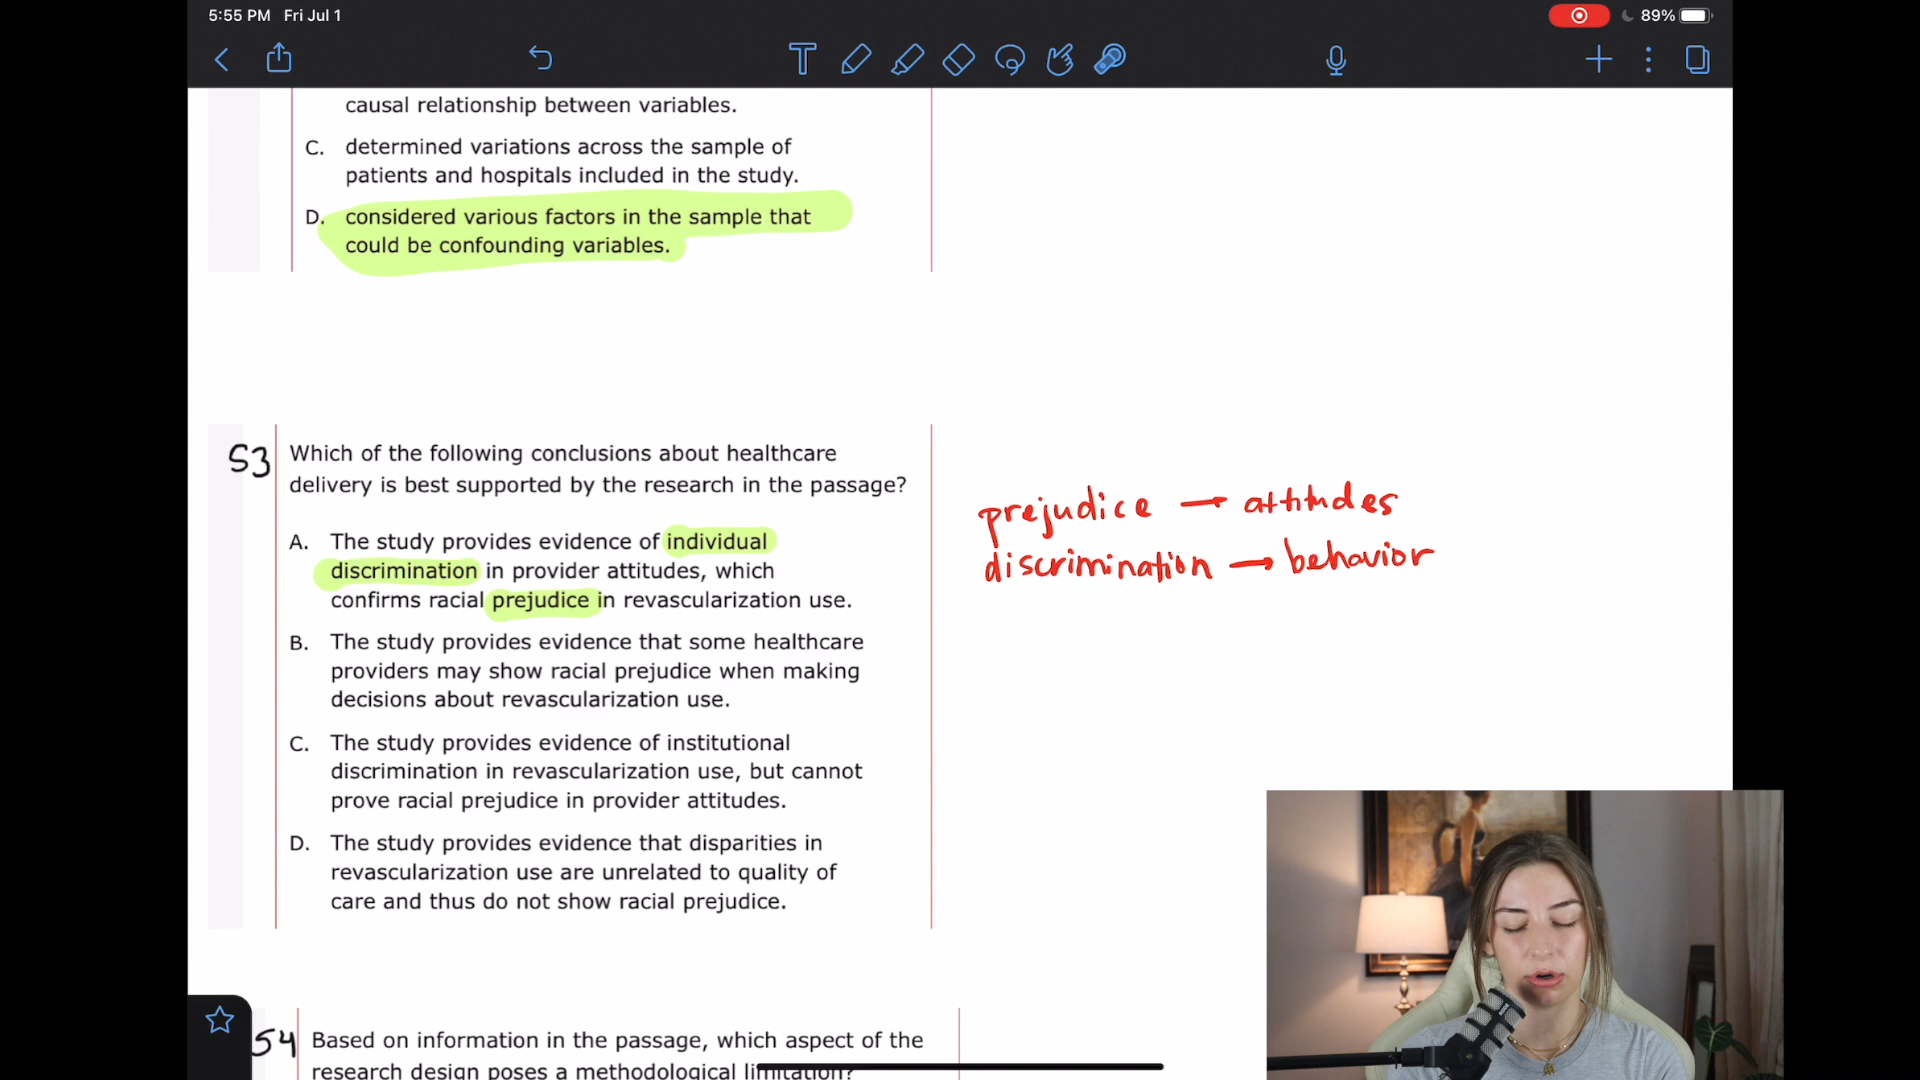 5:55 PM Fri Jul 1
89%
causal relationship between variables.
C. determined variations across the sample of
patients and hospitals included in the study.
D. considered various factors in the sample that
could be confounding variables.
53 Which of the following conclusions about healthcare
delivery is best supported by the research in the passage?
A. The study provides evidence of individual
discrimination in provider attitudes, which
confirms racial prejudice in revascularization use.
B. The study provides evidence that some healthcare
providers may show racial prejudice when making
decisions about revascularization use.
C. The study provides evidence of institutional
discrimination in revascularization use, but cannot
prove racial prejudice in provider attitudes.
D. The study provides evidence that disparities in
revascularization use are unrelated to quality of
care and thus do not show racial prejudice.
prejudice → attitudes
discrimination → behavior
54 Based on information in the passage, which aspect of the
research design poses a methodological limitation?